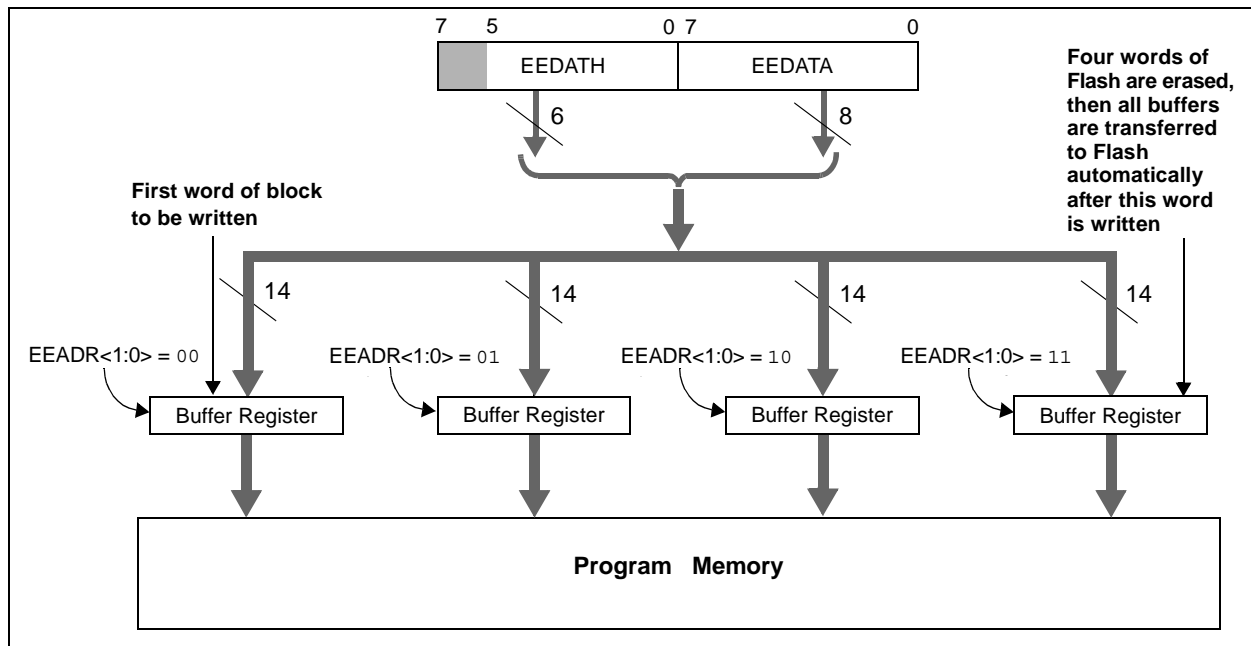 7 5 0 7 0
EEDATH EEDATA
Four words of
Flash are erased,
then all buffers
are transferred
to Flash
automatically
after this word
is written
6 8
First word of block
to be written
14 14 14 14
EEADR<1:0> = 00 EEADR<1:0> = 01 EEADR<1:0> = 10 EEADR<1:0> = 11
Buffer Register Buffer Register Buffer Register Buffer Register
Program Memory